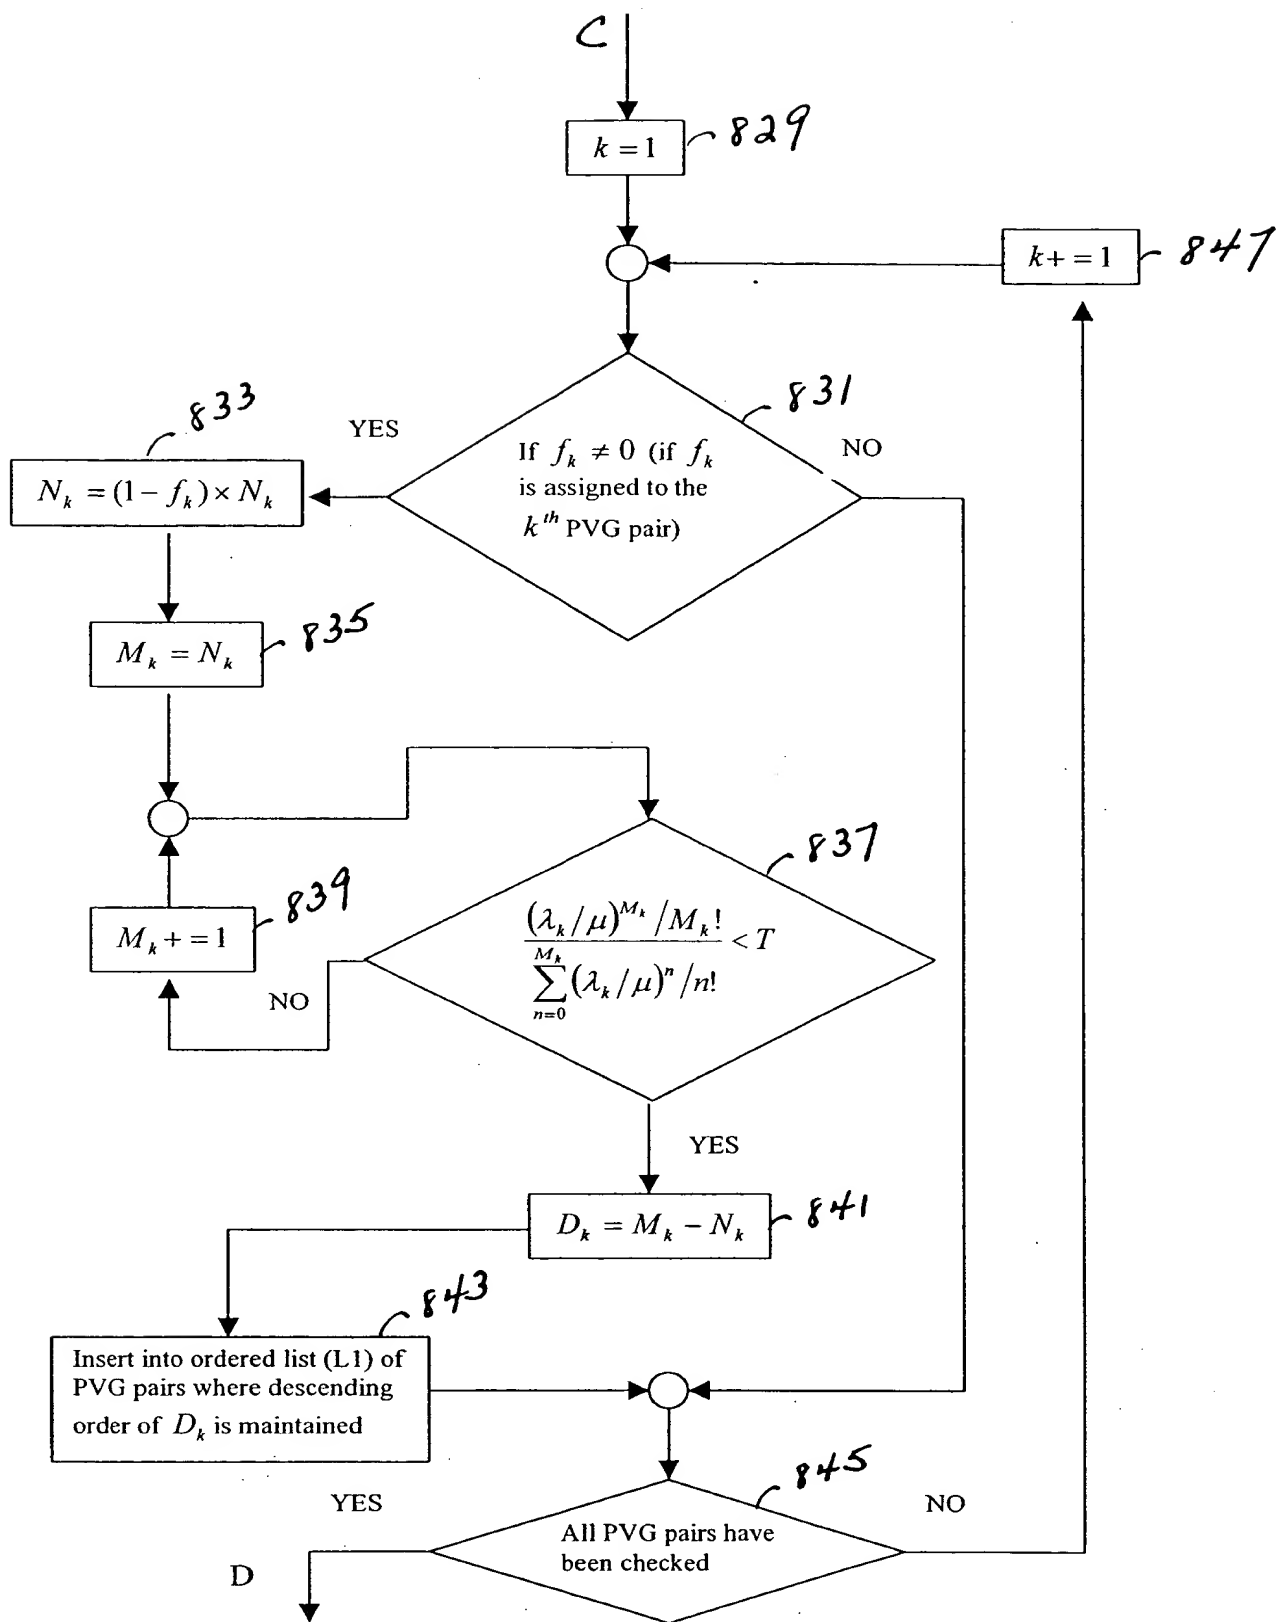 C
k = 1
829
k+ = 1
847
833
YES
831
NO
If f_k ≠ 0 (if f_k
is assigned to the
k^th PVG pair)
N_k = (1 − f_k) × N_k
835
M_k = N_k
837
839
M_k + = 1
(λ_k/μ)^M_k / M_k!
< T
M_k
∑ (λ_k/μ)^n / n!
n=0
NO
YES
D_k = M_k − N_k
841
843
Insert into ordered list (L1) of
PVG pairs where descending
order of D_k is maintained
845
YES
NO
All PVG pairs have
been checked
D